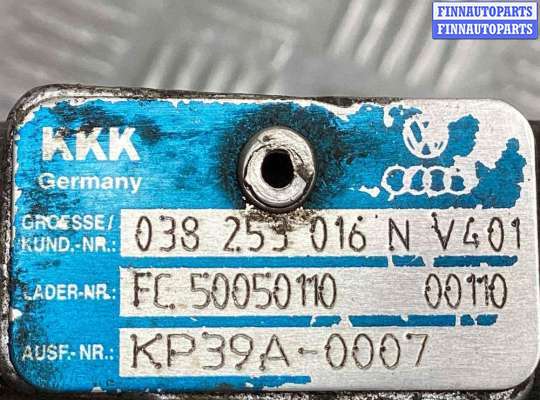 FINNAUTOPARTS
FINNAUTOPARTS
KKK
Germany
GROESSE/
KUND.-NR.: 038 253 016 N V401
LADER-NR.: FC 50050110 00110
AUSF.-NR.: KP39A-0007